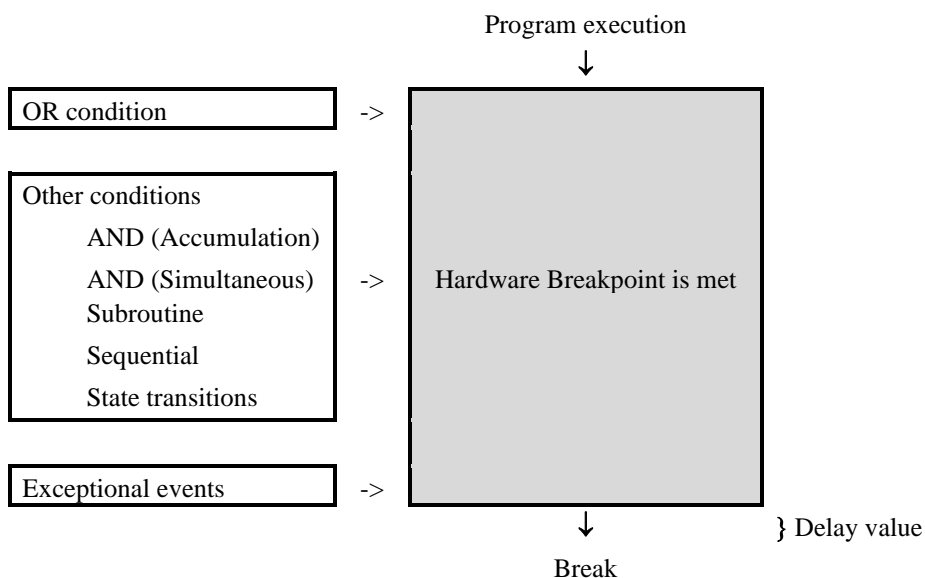 Program execution
↓
OR condition ->
Other conditions
AND (Accumulation)
AND (Simultaneous) -> Hardware Breakpoint is met
Subroutine
Sequential
State transitions
Exceptional events ->
↓ } Delay value
Break